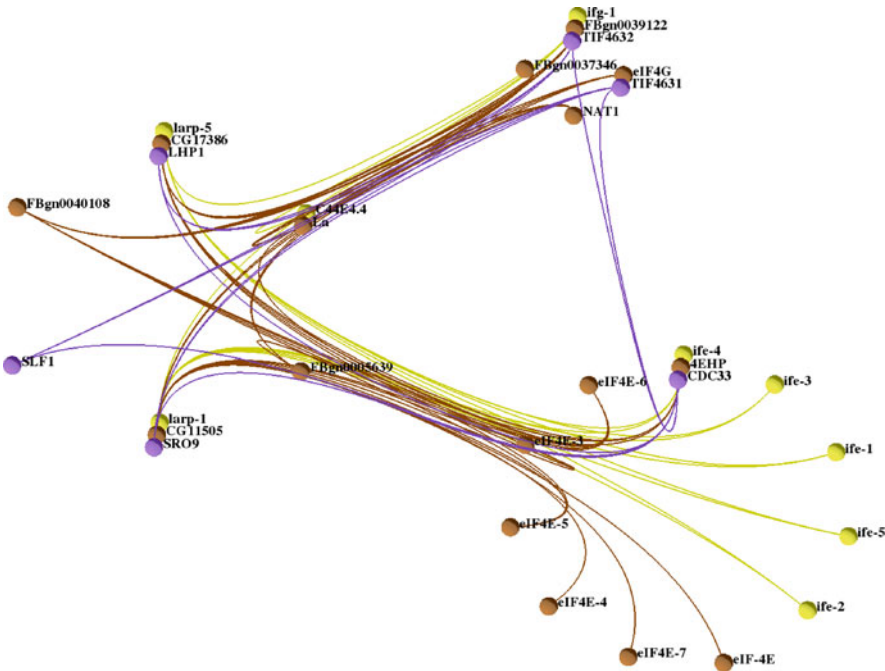 ifg-1
FBgn0039122
TIF4632
FBgn0037346
eIF4G
TIF4631
NAT1
larp-5
CG17386
LHP1
FBgn0040108
C44E4.4
La
ife-4
4EHP
CDC33
SLF1
FBgn0005639
eIF4E-6
ife-3
larp-1
CG11505
SRO9
eIF4E-3
ife-1
eIF4E-5
ife-5
eIF4E-4
ife-2
eIF4E-7
eIF-4E